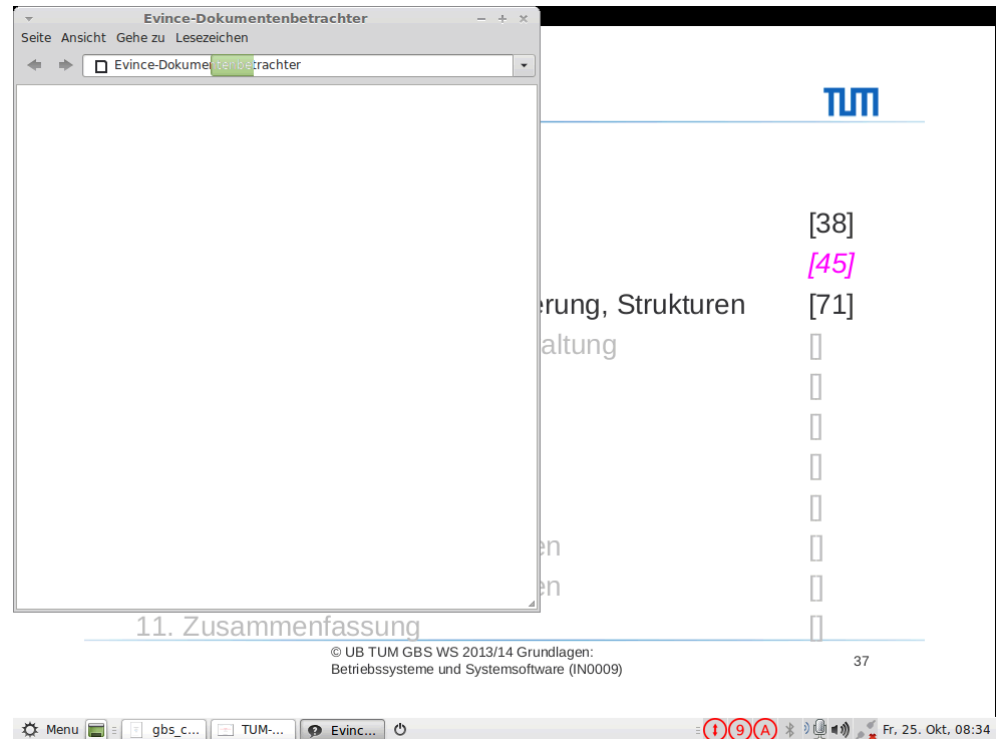 Evince-Dokumentenbetrachter
Seite Ansicht Gehe zu Lesezeichen
Evince-Dokumentenbetrachter
TUM
[38]
[45]
erung, Strukturen [71]
altung []
[]
[]
[]
[]
en []
en []
11. Zusammenfassung []
© UB TUM GBS WS 2013/14 Grundlagen:
Betriebssysteme und Systemsoftware (IN0009)
37
Menu gbs_c... TUM-... Evinc... 9 A Fr, 25. Okt, 08:34